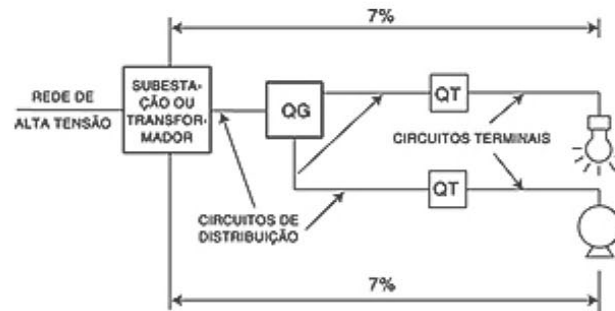 7%
REDE DE
ALTA TENSÃO
SUBESTA-
ÇÃO OU
TRANSFOR-
MADOR
QG
QT
CIRCUITOS TERMINAIS
QT
CIRCUITOS DE
DISTRIBUIÇÃO
7%